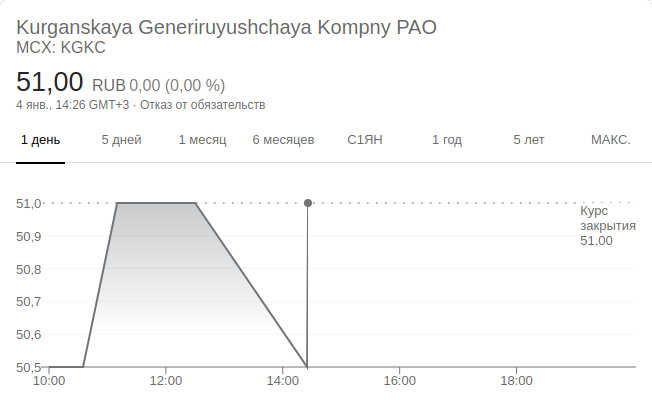 Kurganskaya Generiruyushchaya Kompny PAO
MCX: KGKC
51,00 RUB 0,00 (0,00 %)
4 янв., 14:26 GMT+3 · Отказ от обязательств
1 день 5 дней 1 месяц 6 месяцев С1ЯН 1 год 5 лет МАКС.
51,0
Курс
закрытия
51,00
50,9
50,8
50,7
50,6
50,5
10:00 12:00 14:00 16:00 18:00